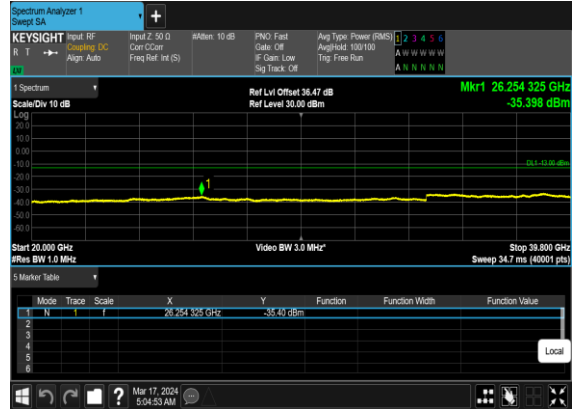 Spectrum Analyzer 1
Swept SA
+
KEYSIGHT Input: RF Input Z: 50 Ω #Atten: 10 dB PNO: Fast Avg Type: Power (RMS) 1 2 3 4 5 6
R T Coupling: DC Corr CCorr Gate: Off Avg|Hold: 100/100 A W W W W W
Align: Auto Freq Ref: Int (S) IF Gain: Low Trig: Free Run
LW Sig Track: Off A N N N N N
1 Spectrum Ref Lvl Offset 36.47 dB Mkr1 26.254 325 GHz
Scale/Div 10 dB Ref Level 30.00 dBm -35.398 dBm
Log
20.0
10.0
0.00
-10.0
DL1 -13.00 dBm
-20.0
1
-30.0
-40.0
-50.0
-60.0
Start 20.000 GHz Video BW 3.0 MHz* Stop 39.800 GHz
#Res BW 1.0 MHz Sweep 34.7 ms (40001 pts)
5 Marker Table
Mode Trace Scale X Y Function Function Width Function Value
1 N 1 f 26.254 325 GHz -35.40 dBm
2
3
4
5
6
Local
? Mar 17, 2024
5:04:53 AM